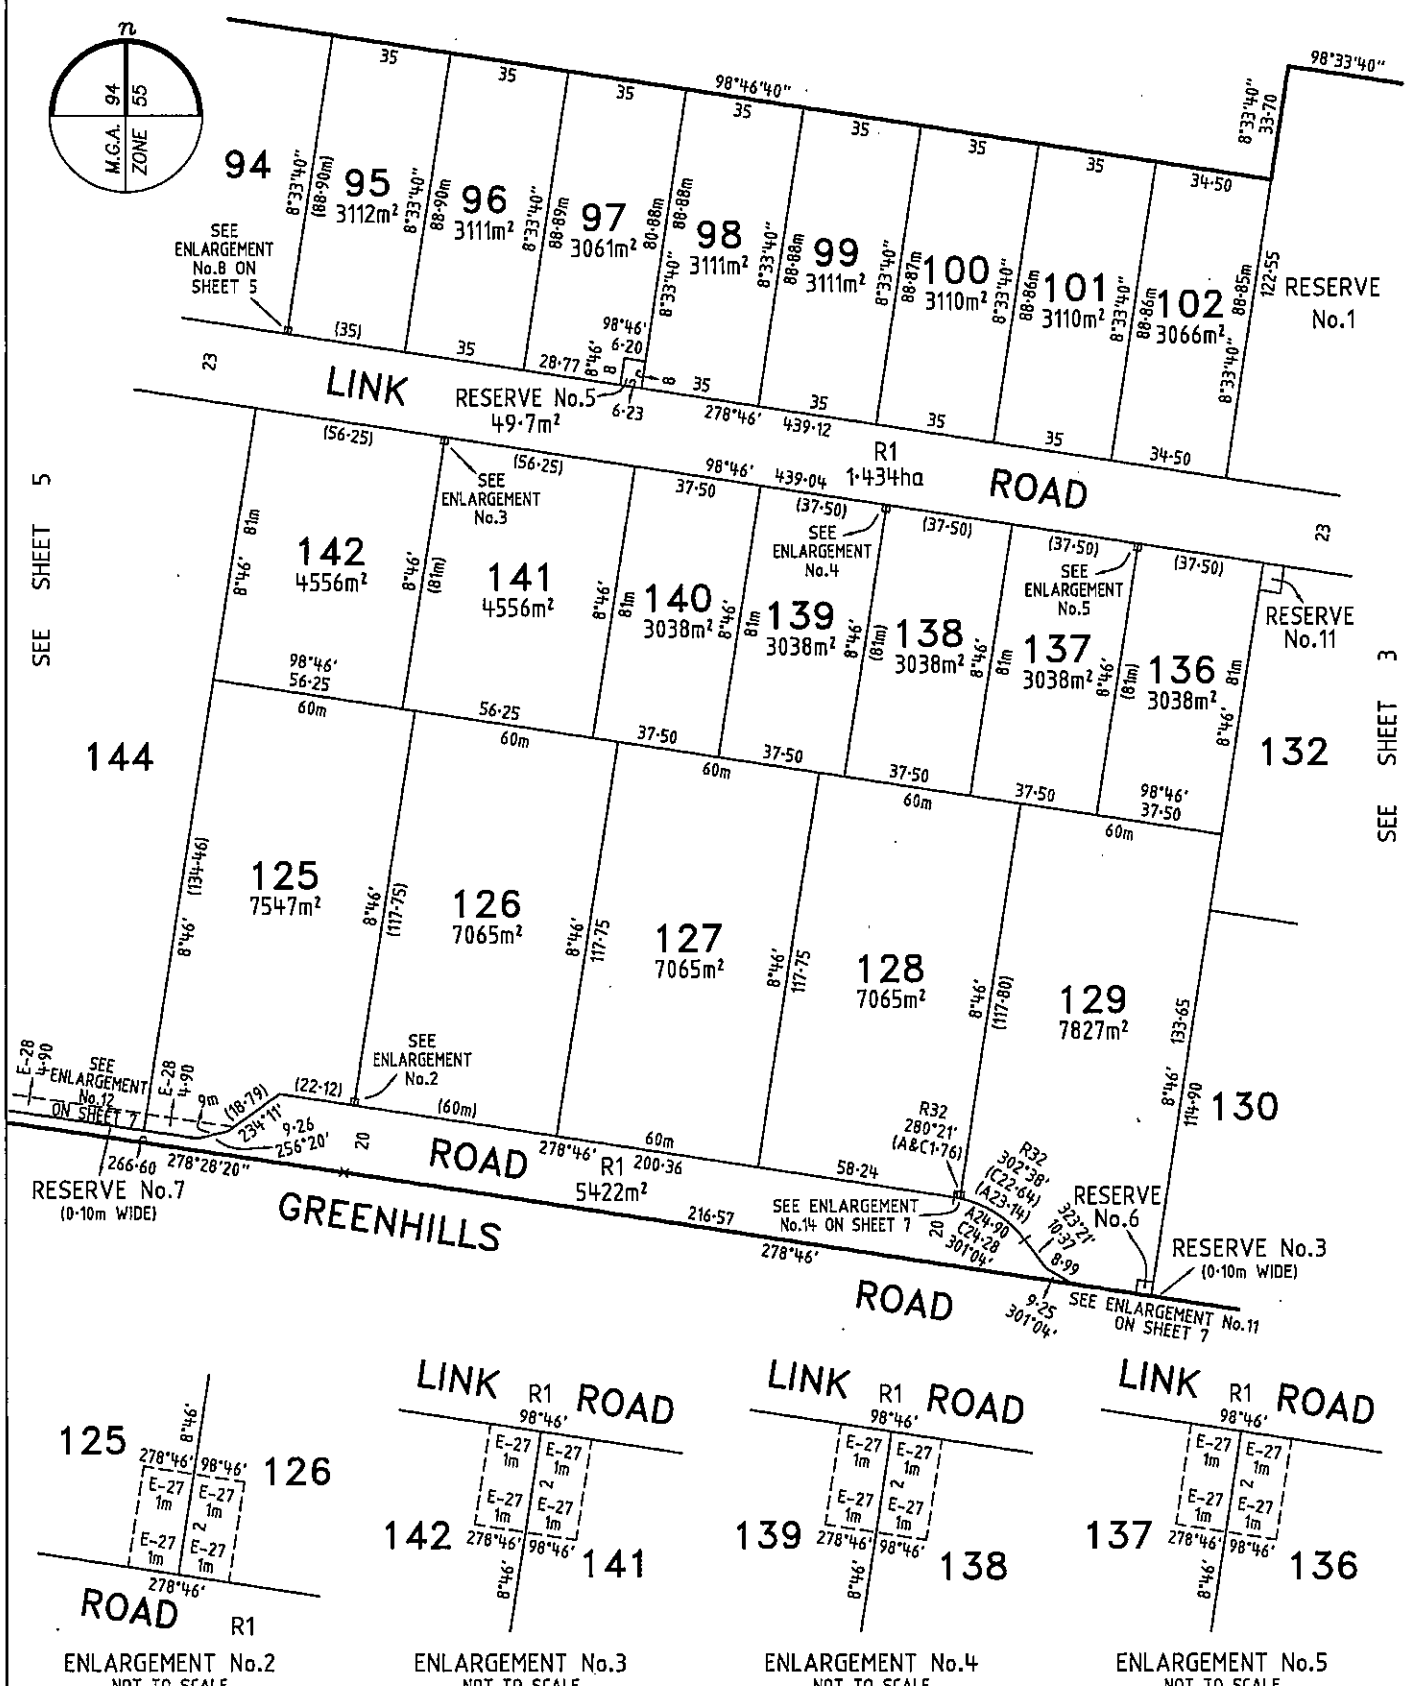 n
M.G.A. 94
ZONE 55
98°46'40"
98°33'40"
8°33'40"
33·70
35
35
35
35
35
35
35
34·50
94
95
3112m²
96
3111m²
97
3061m²
98
3111m²
99
3111m²
100
3110m²
101
3110m²
102
3066m²
RESERVE
No.1
8°33'40"
(88·90m)
8°33'40"
88·90m
8°33'40"
88·89m
8°33'40"
80·88m
88·88m
8°33'40"
88·88m
8°33'40"
88·87m
8°33'40"
88·86m
8°33'40"
88·86m
8°33'40"
88·85m
122·55
SEE
ENLARGEMENT
No.8 ON
SHEET 5
(35)
35
28·77
8°46'
8
98°46'
6·20
8
6·23
35
35
35
35
34·50
278°46'
439·12
RESERVE No.5
49·7m²
23
LINK
ROAD
R1
1·434ha
23
98°46'
439·04
(56·25)
(56·25)
37·50
(37·50)
(37·50)
(37·50)
(37·50)
SEE
ENLARGEMENT
No.3
SEE
ENLARGEMENT
No.4
SEE
ENLARGEMENT
No.5
RESERVE
No.11
SEE SHEET 5
SEE SHEET 3
142
4556m²
141
4556m²
140
3038m²
139
3038m²
138
3038m²
137
3038m²
136
3038m²
132
8°46'
81m
8°46'
(81m)
8°46'
81m
8°46'
81m
8°46'
(81m)
8°46'
81m
8°46'
(81m)
8°46'
81m
98°46'
56·25
56·25
37·50
37·50
37·50
37·50
98°46'
37·50
60m
60m
60m
60m
60m
144
125
7547m²
126
7065m²
127
7065m²
128
7065m²
129
7827m²
130
8°46'
(134·46)
8°46'
(117·75)
8°46'
117·75
8°46'
117·75
8°46'
(117·80)
8°46'
133·65
114·90
E-28
4·90
SEE
ENLARGEMENT
No.12
ON SHEET 7
E-28
4·90
9m
(18·79)
234°11'
9·26
256°20'
(22·12)
SEE
ENLARGEMENT
No.2
20
(60m)
60m
58·24
278°46'
200·36
ROAD
R1
5422m²
266·60
278°28'20"
RESERVE No.7
(0·10m WIDE)
GREENHILLS
ROAD
216·57
278°46'
R32
280°21'
(A&C1·76)
SEE ENLARGEMENT
No.14 ON SHEET 7
20
R32
302°38'
(C22·64)
(A23·14)
A24·90
C24·28
301°04'
323°21'
10·37
8·99
9·25
301°04'
RESERVE
No.6
RESERVE No.3
(0·10m WIDE)
SEE ENLARGEMENT No.11
ON SHEET 7
125
126
8°46'
278°46'
98°46'
E-27
1m
E-27
1m
E-27
1m
2
E-27
1m
278°46'
ROAD
R1
ENLARGEMENT No.2
NOT TO SCALE
LINK R1 ROAD
98°46'
E-27
1m
E-27
1m
E-27
1m
2
E-27
1m
142
278°46'
98°46'
141
8°46'
ENLARGEMENT No.3
NOT TO SCALE
LINK R1 ROAD
98°46'
E-27
1m
E-27
1m
E-27
1m
2
E-27
1m
139
278°46'
98°46'
138
8°46'
ENLARGEMENT No.4
NOT TO SCALE
LINK R1 ROAD
98°46'
E-27
1m
E-27
1m
E-27
1m
2
E-27
1m
137
278°46'
98°46'
136
8°46'
ENLARGEMENT No.5
NOT TO SCALE